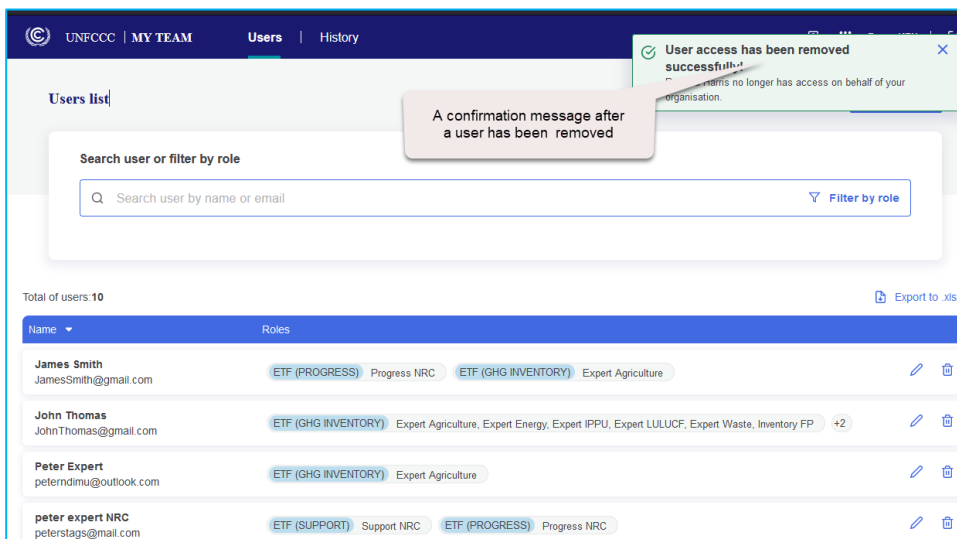 UNFCCC | MY TEAM
Users | History
User access has been removed
successfully!
Harris no longer has access on behalf of your
organisation.
Users list
A confirmation message after
a user has been removed
Search user or filter by role
Search user by name or email
Filter by role
Total of users:10
Export to .xls
Name
Roles
James Smith
JamesSmith@gmail.com
ETF (PROGRESS) Progress NRC ETF (GHG INVENTORY) Expert Agriculture
John Thomas
JohnThomas@gmail.com
ETF (GHG INVENTORY) Expert Agriculture, Expert Energy, Expert IPPU, Expert LULUCF, Expert Waste, Inventory FP +2
Peter Expert
peterndimu@outlook.com
ETF (GHG INVENTORY) Expert Agriculture
peter expert NRC
peterstags@mail.com
ETF (SUPPORT) Support NRC ETF (PROGRESS) Progress NRC